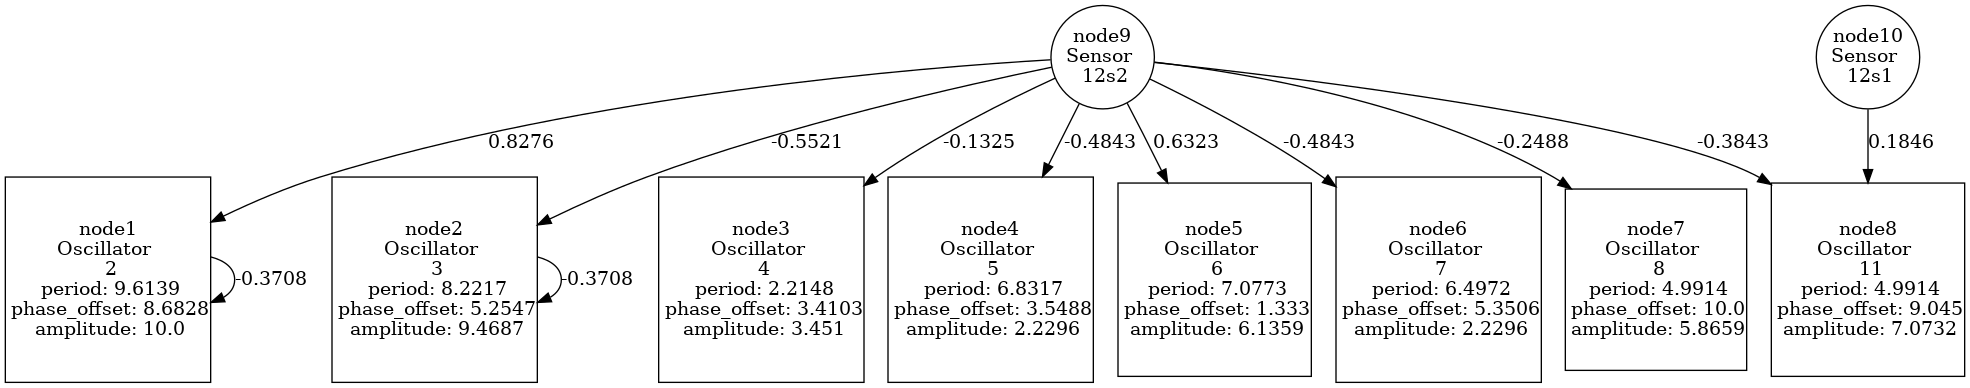 node9
Sensor
12s2
node10
Sensor
12s1
0.8276
-0.5521
-0.1325
-0.4843
0.6323
-0.4843
-0.2488
-0.3843
0.1846
node1
Oscillator
2
period: 9.6139
phase_offset: 8.6828
amplitude: 10.0
-0.3708
node2
Oscillator
3
period: 8.2217
phase_offset: 5.2547
amplitude: 9.4687
-0.3708
node3
Oscillator
4
period: 2.2148
phase_offset: 3.4103
amplitude: 3.451
node4
Oscillator
5
period: 6.8317
phase_offset: 3.5488
amplitude: 2.2296
node5
Oscillator
6
period: 7.0773
phase_offset: 1.333
amplitude: 6.1359
node6
Oscillator
7
period: 6.4972
phase_offset: 5.3506
amplitude: 2.2296
node7
Oscillator
8
period: 4.9914
phase_offset: 10.0
amplitude: 5.8659
node8
Oscillator
11
period: 4.9914
phase_offset: 9.045
amplitude: 7.0732